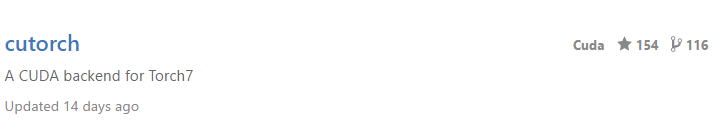 cutorch Cuda 154 116
A CUDA backend for Torch7
Updated 14 days ago